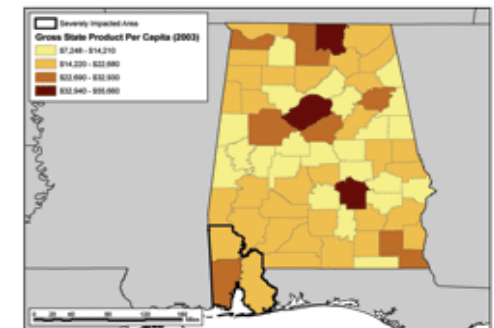 Severely Impacted Area
Gross State Product Per Capita (2003)
$7,248 - $14,210
$14,220 - $22,680
$22,690 - $32,930
$32,940 - $55,660
Miles